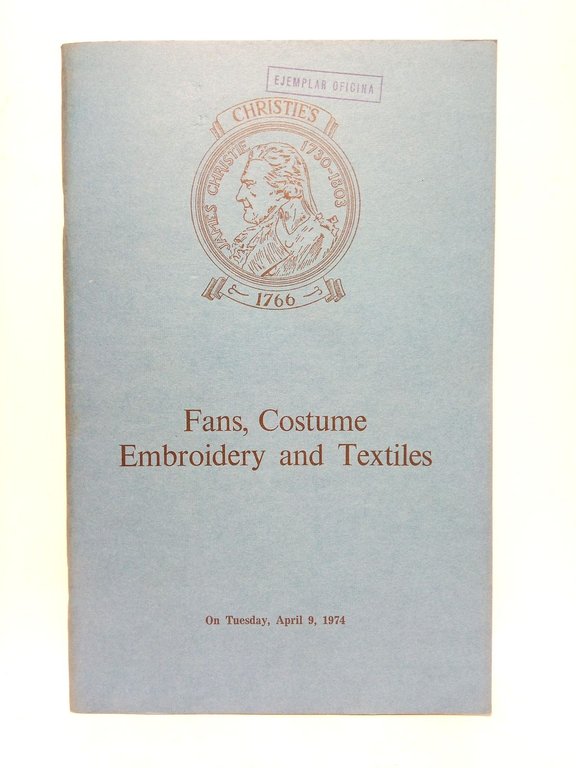 EJEMPLAR OFICINA
CHRISTIE'S
JAMES CHRISTIE 1730-1803
1766
Fans, Costume
Embroidery and Textiles
On Tuesday, April 9, 1974